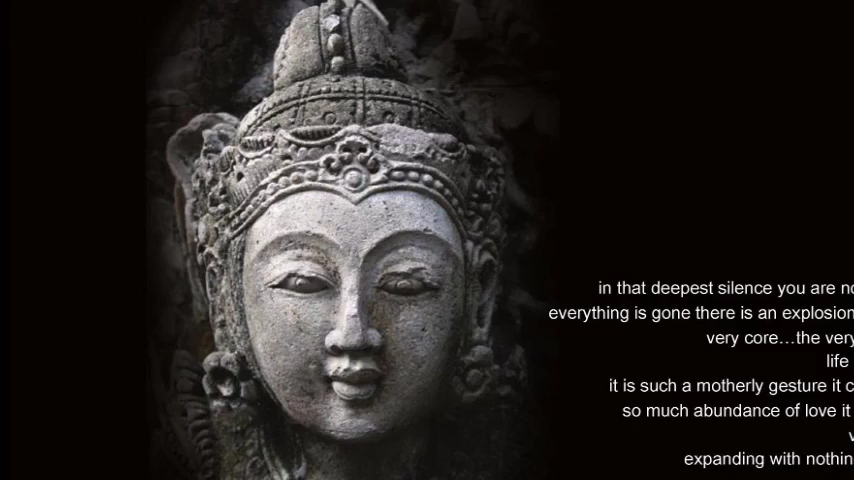 in that deepest silence you are
everything is gone there is an explosion
very core…the very
life
it is such a motherly gesture it
so much abundance of love it
expanding with